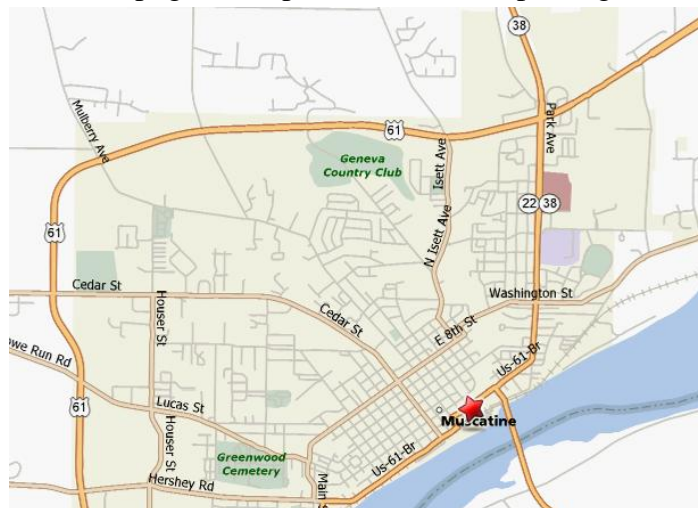 38
Mulberry Ave
61
Geneva
Country Club
Isett Ave
Park Ave
22
38
N Isett Ave
61
Cedar St
Houser St
Cedar St
Washington St
E 8th St
Us-61-Br
Run Rd
61
Lucas St
Muscatine
Houser St
Greenwood
Cemetery
Us-61-Br
Hershey Rd
Main